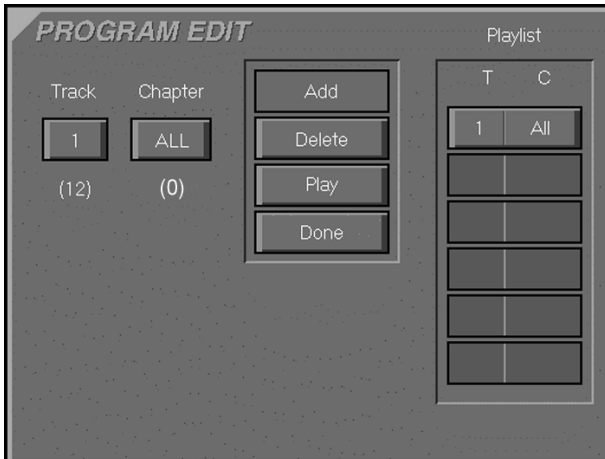 PROGRAM EDIT
Playlist
Track Chapter
T C
1 ALL
(12) (0)
Add
Delete
Play
Done
1 All